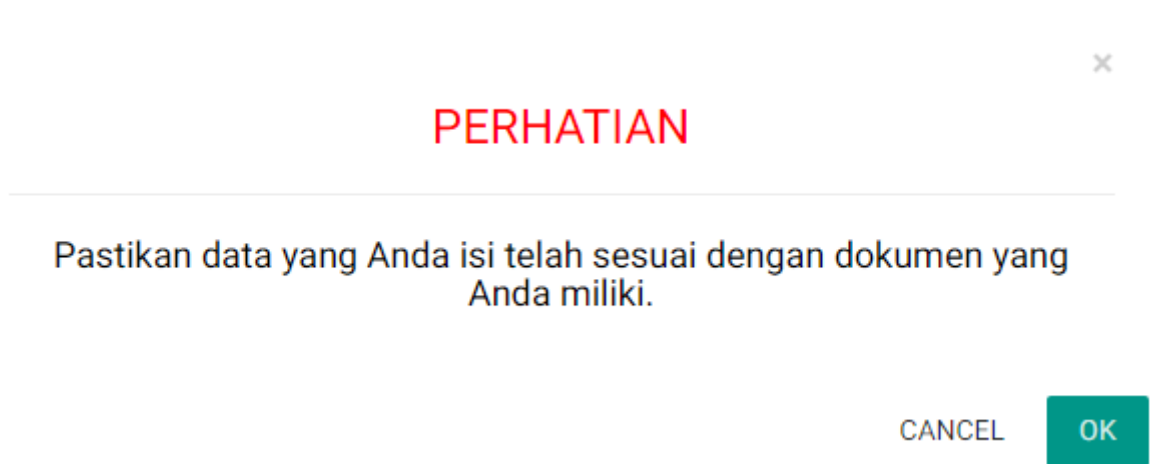 ×
PERHATIAN
Pastikan data yang Anda isi telah sesuai dengan dokumen yang
Anda miliki.
CANCEL OK